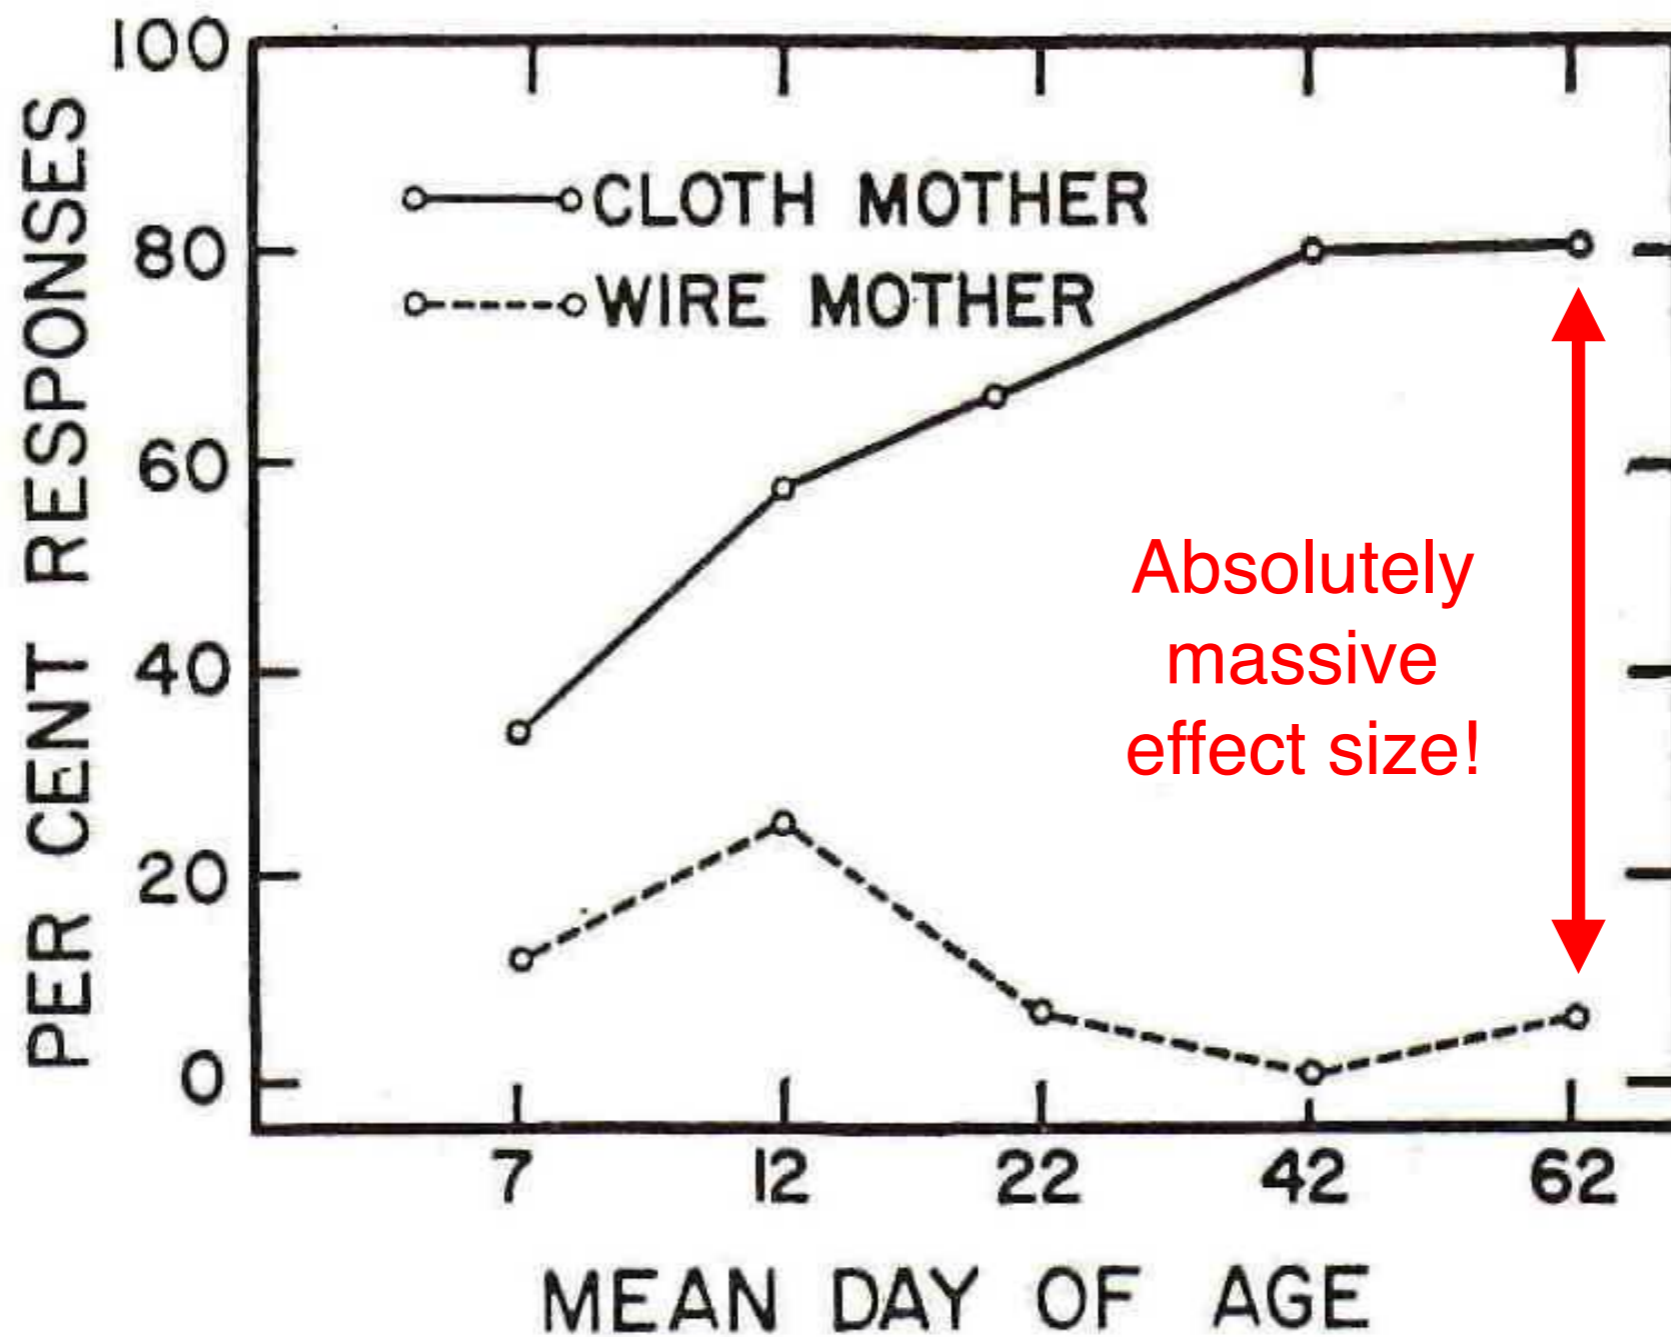 PER CENT RESPONSES
100
80
60
40
20
0
CLOTH MOTHER
WIRE MOTHER
Absolutely
massive
effect size!
7 12 22 42 62
MEAN DAY OF AGE